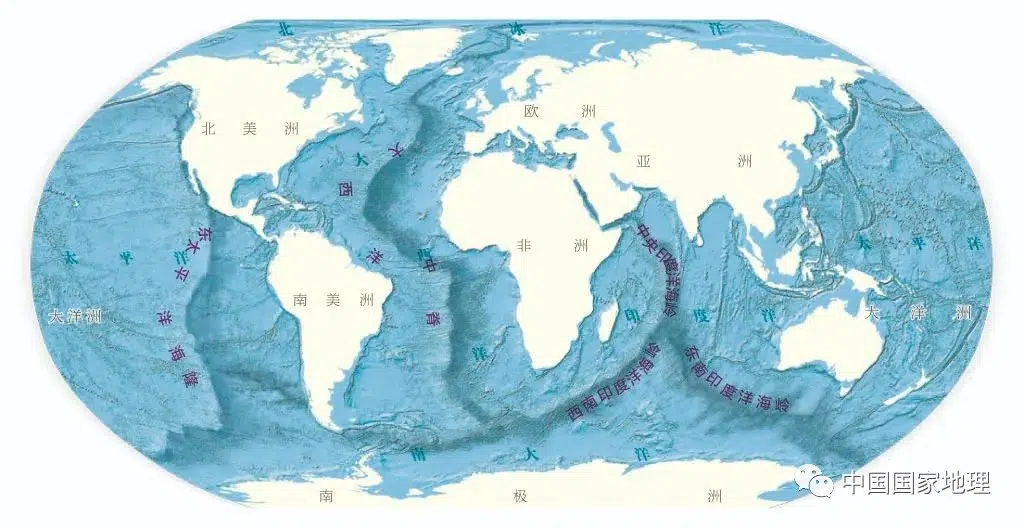 北 冰 洋
北 美 洲
欧 洲
亚 洲
大西洋中脊
大 西 洋
非 洲
太 平 洋
太 平 洋
东太平洋海隆
中央印度洋海岭
南 美 洲
大洋洲
印 度 洋
大 洋 洲
西南印度洋海岭
东南印度洋海岭
南 大 洋
南 极 洲
中国国家地理